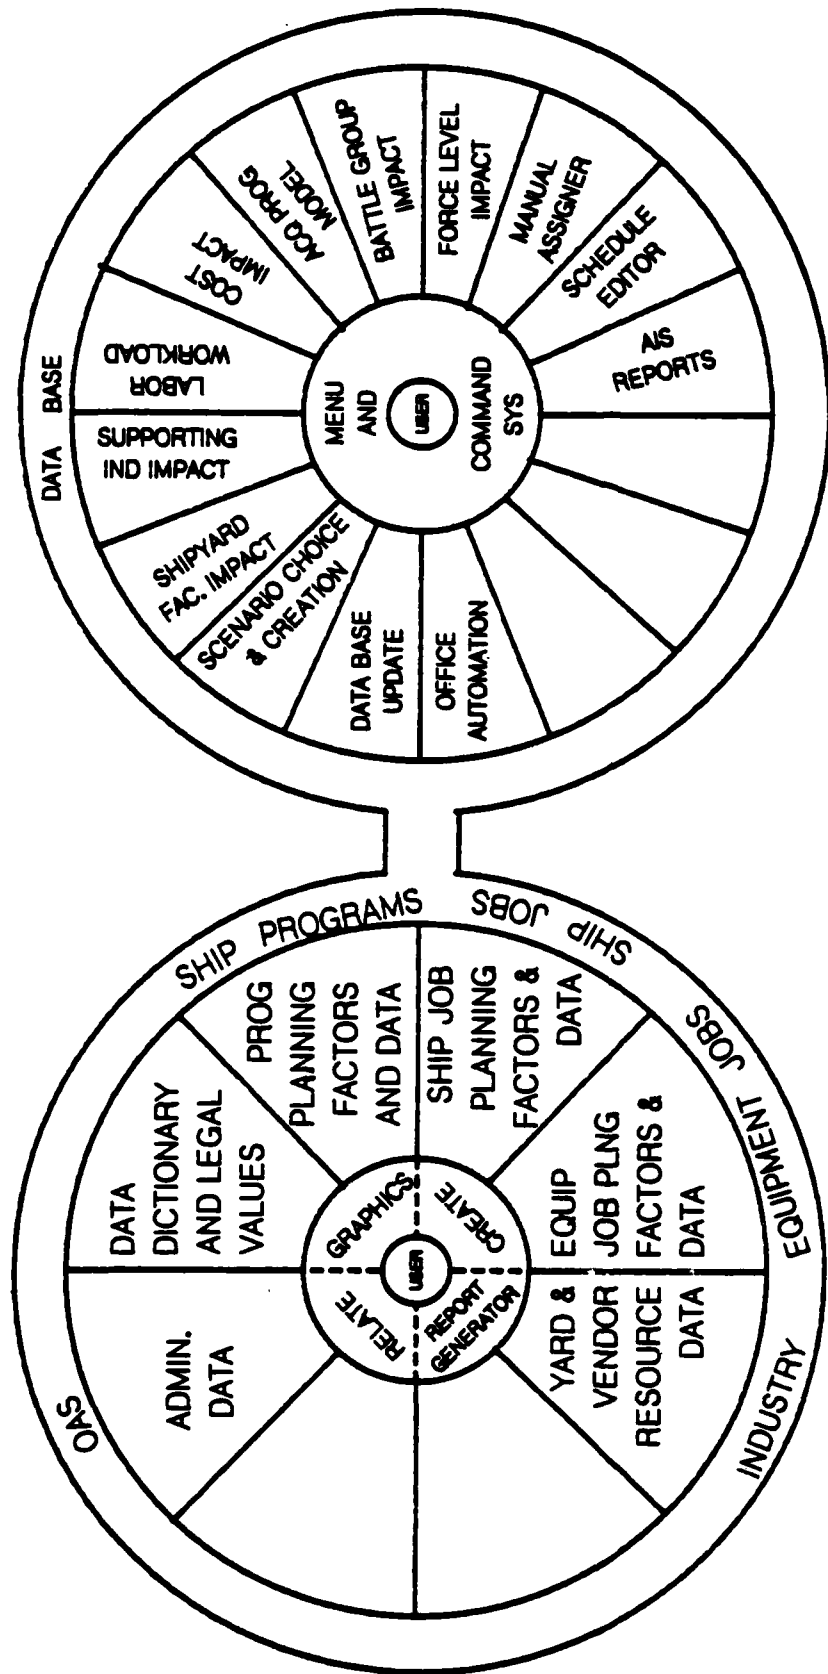 DATA BASE
SUPPORTING
IND IMPACT
LABOR
WORKLOAD
COST
IMPACT
ACQ PROG
MODEL
BATTLE GROUP
IMPACT
FORCE LEVEL
IMPACT
MANUAL
ASSIGNER
SCHEDULE
EDITOR
AIS
REPORTS
OFFICE
AUTOMATION
DATA BASE
UPDATE
SCENARIO CHOICE
& CREATION
SHIPYARD
FAC. IMPACT
MENU AND
USER
COMMAND SYS
OAS
SHIP PROGRAMS
SHIP JOBS
EQUIPMENT JOBS
INDUSTRY
ADMIN.
DATA
DATA
DICTIONARY
AND LEGAL
VALUES
PROG
PLANNING
FACTORS
AND DATA
SHIP JOB
PLANNING
FACTORS &
DATA
EQUIP
JOB PLNG
FACTORS &
DATA
YARD &
VENDOR
RESOURCE
DATA
RELATE
GRAPHICS
USER
CREATE
REPORT
GENERATOR
SHIP JOBS